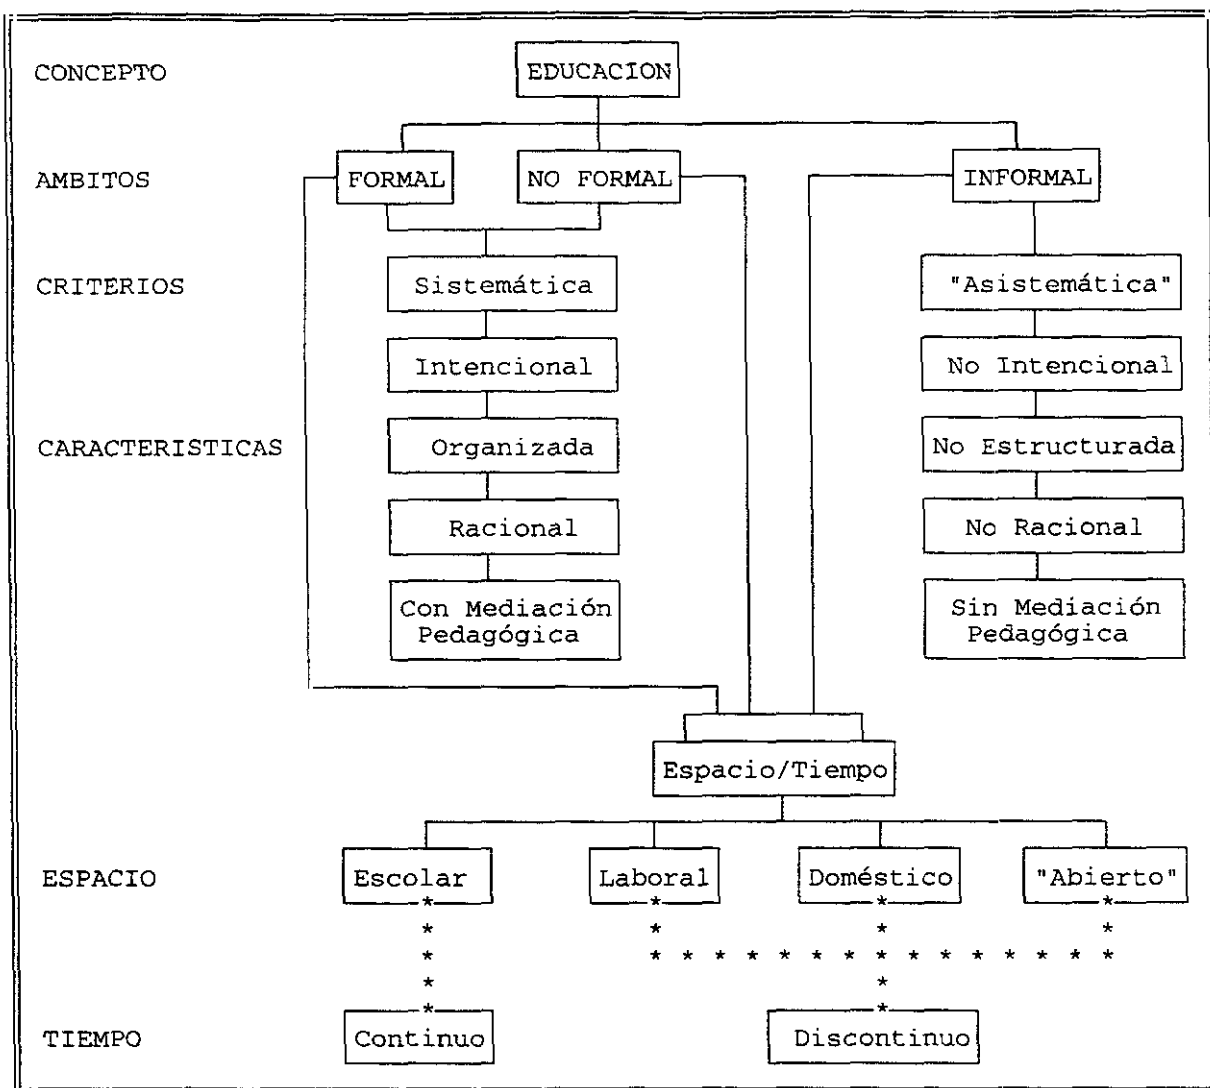 CONCEPTO EDUCACION
AMBITOS FORMAL NO FORMAL INFORMAL
CRITERIOS Sistemática "Asistemática"
Intencional No Intencional
CARACTERISTICAS Organizada No Estructurada
Racional No Racional
Con Mediación Sin Mediación
Pedagógica Pedagógica
Espacio/Tiempo
ESPACIO Escolar Laboral Doméstico "Abierto"
TIEMPO Continuo Discontinuo